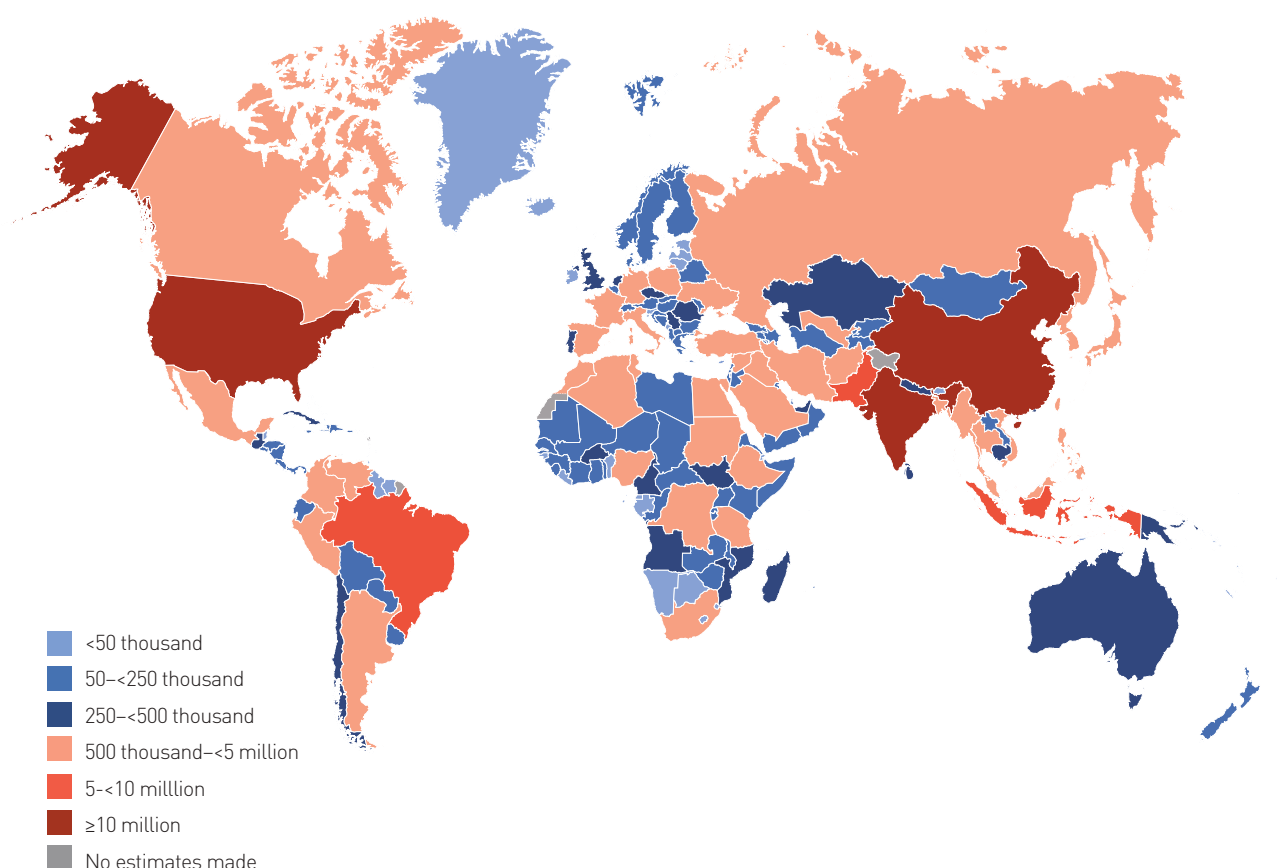 <50 thousand
50–<250 thousand
250–<500 thousand
500 thousand–<5 million
5-<10 milllion
≥10 million
No estimates made